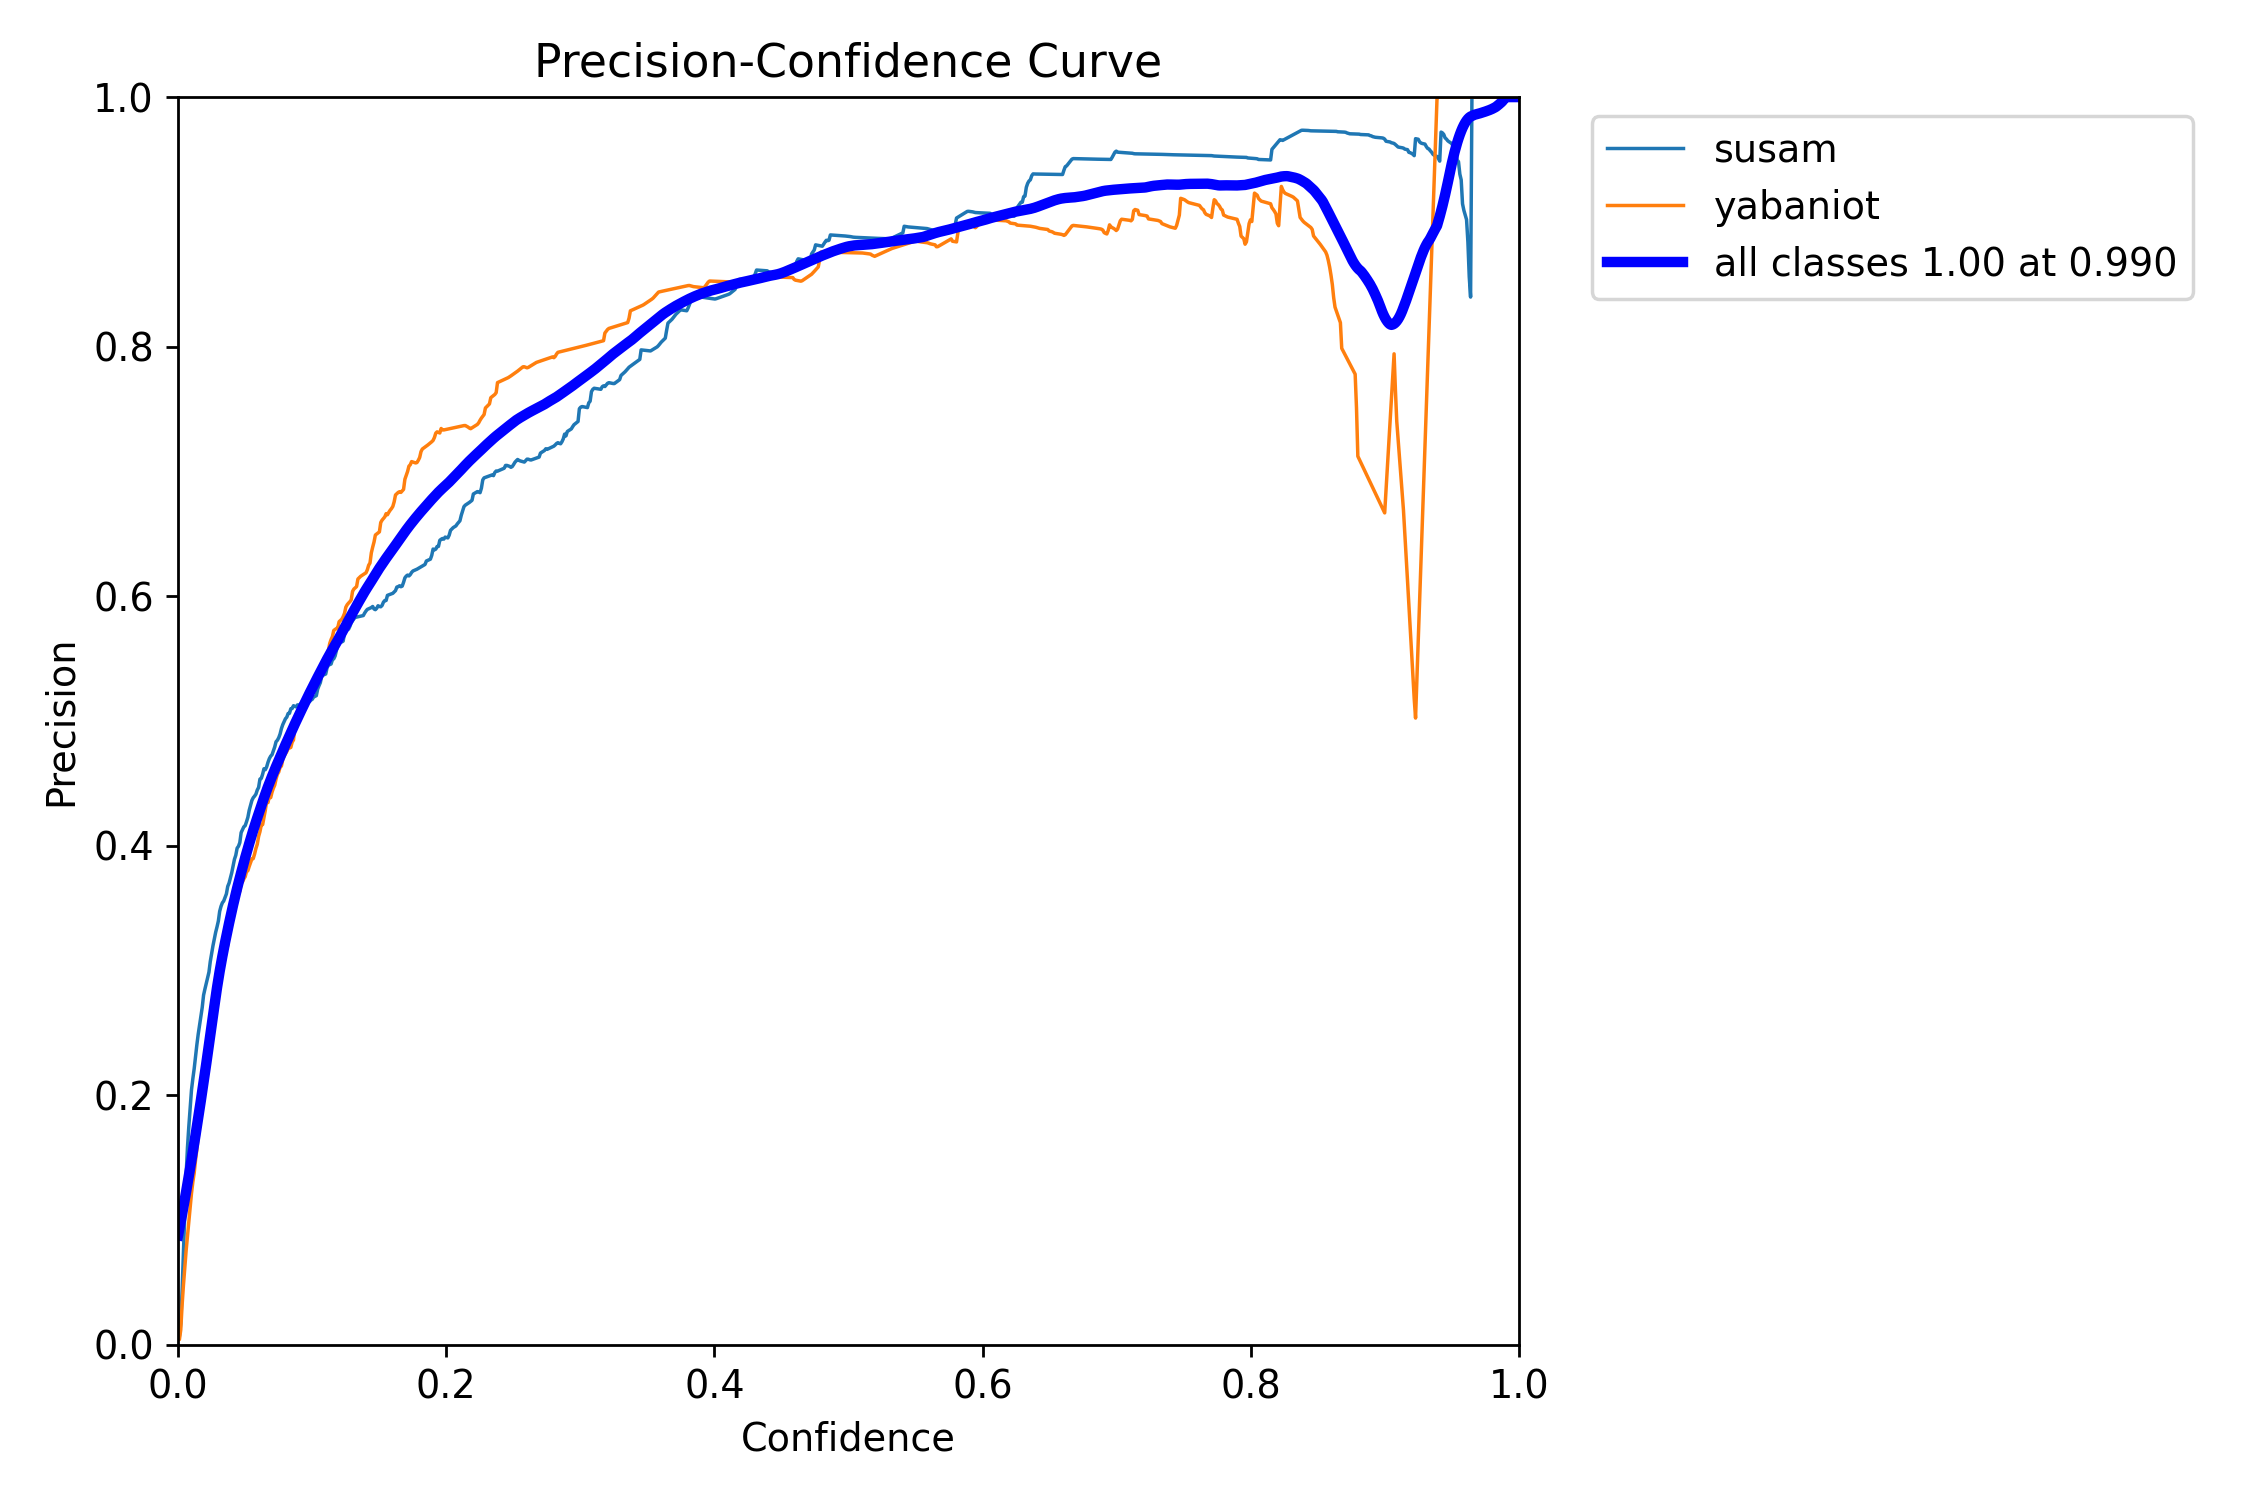 Precision-Confidence Curve
1.0
0.8
0.6
0.4
0.2
0.0
Precision
0.0 0.2 0.4 0.6 0.8 1.0
Confidence
susam
yabaniot
all classes 1.00 at 0.990